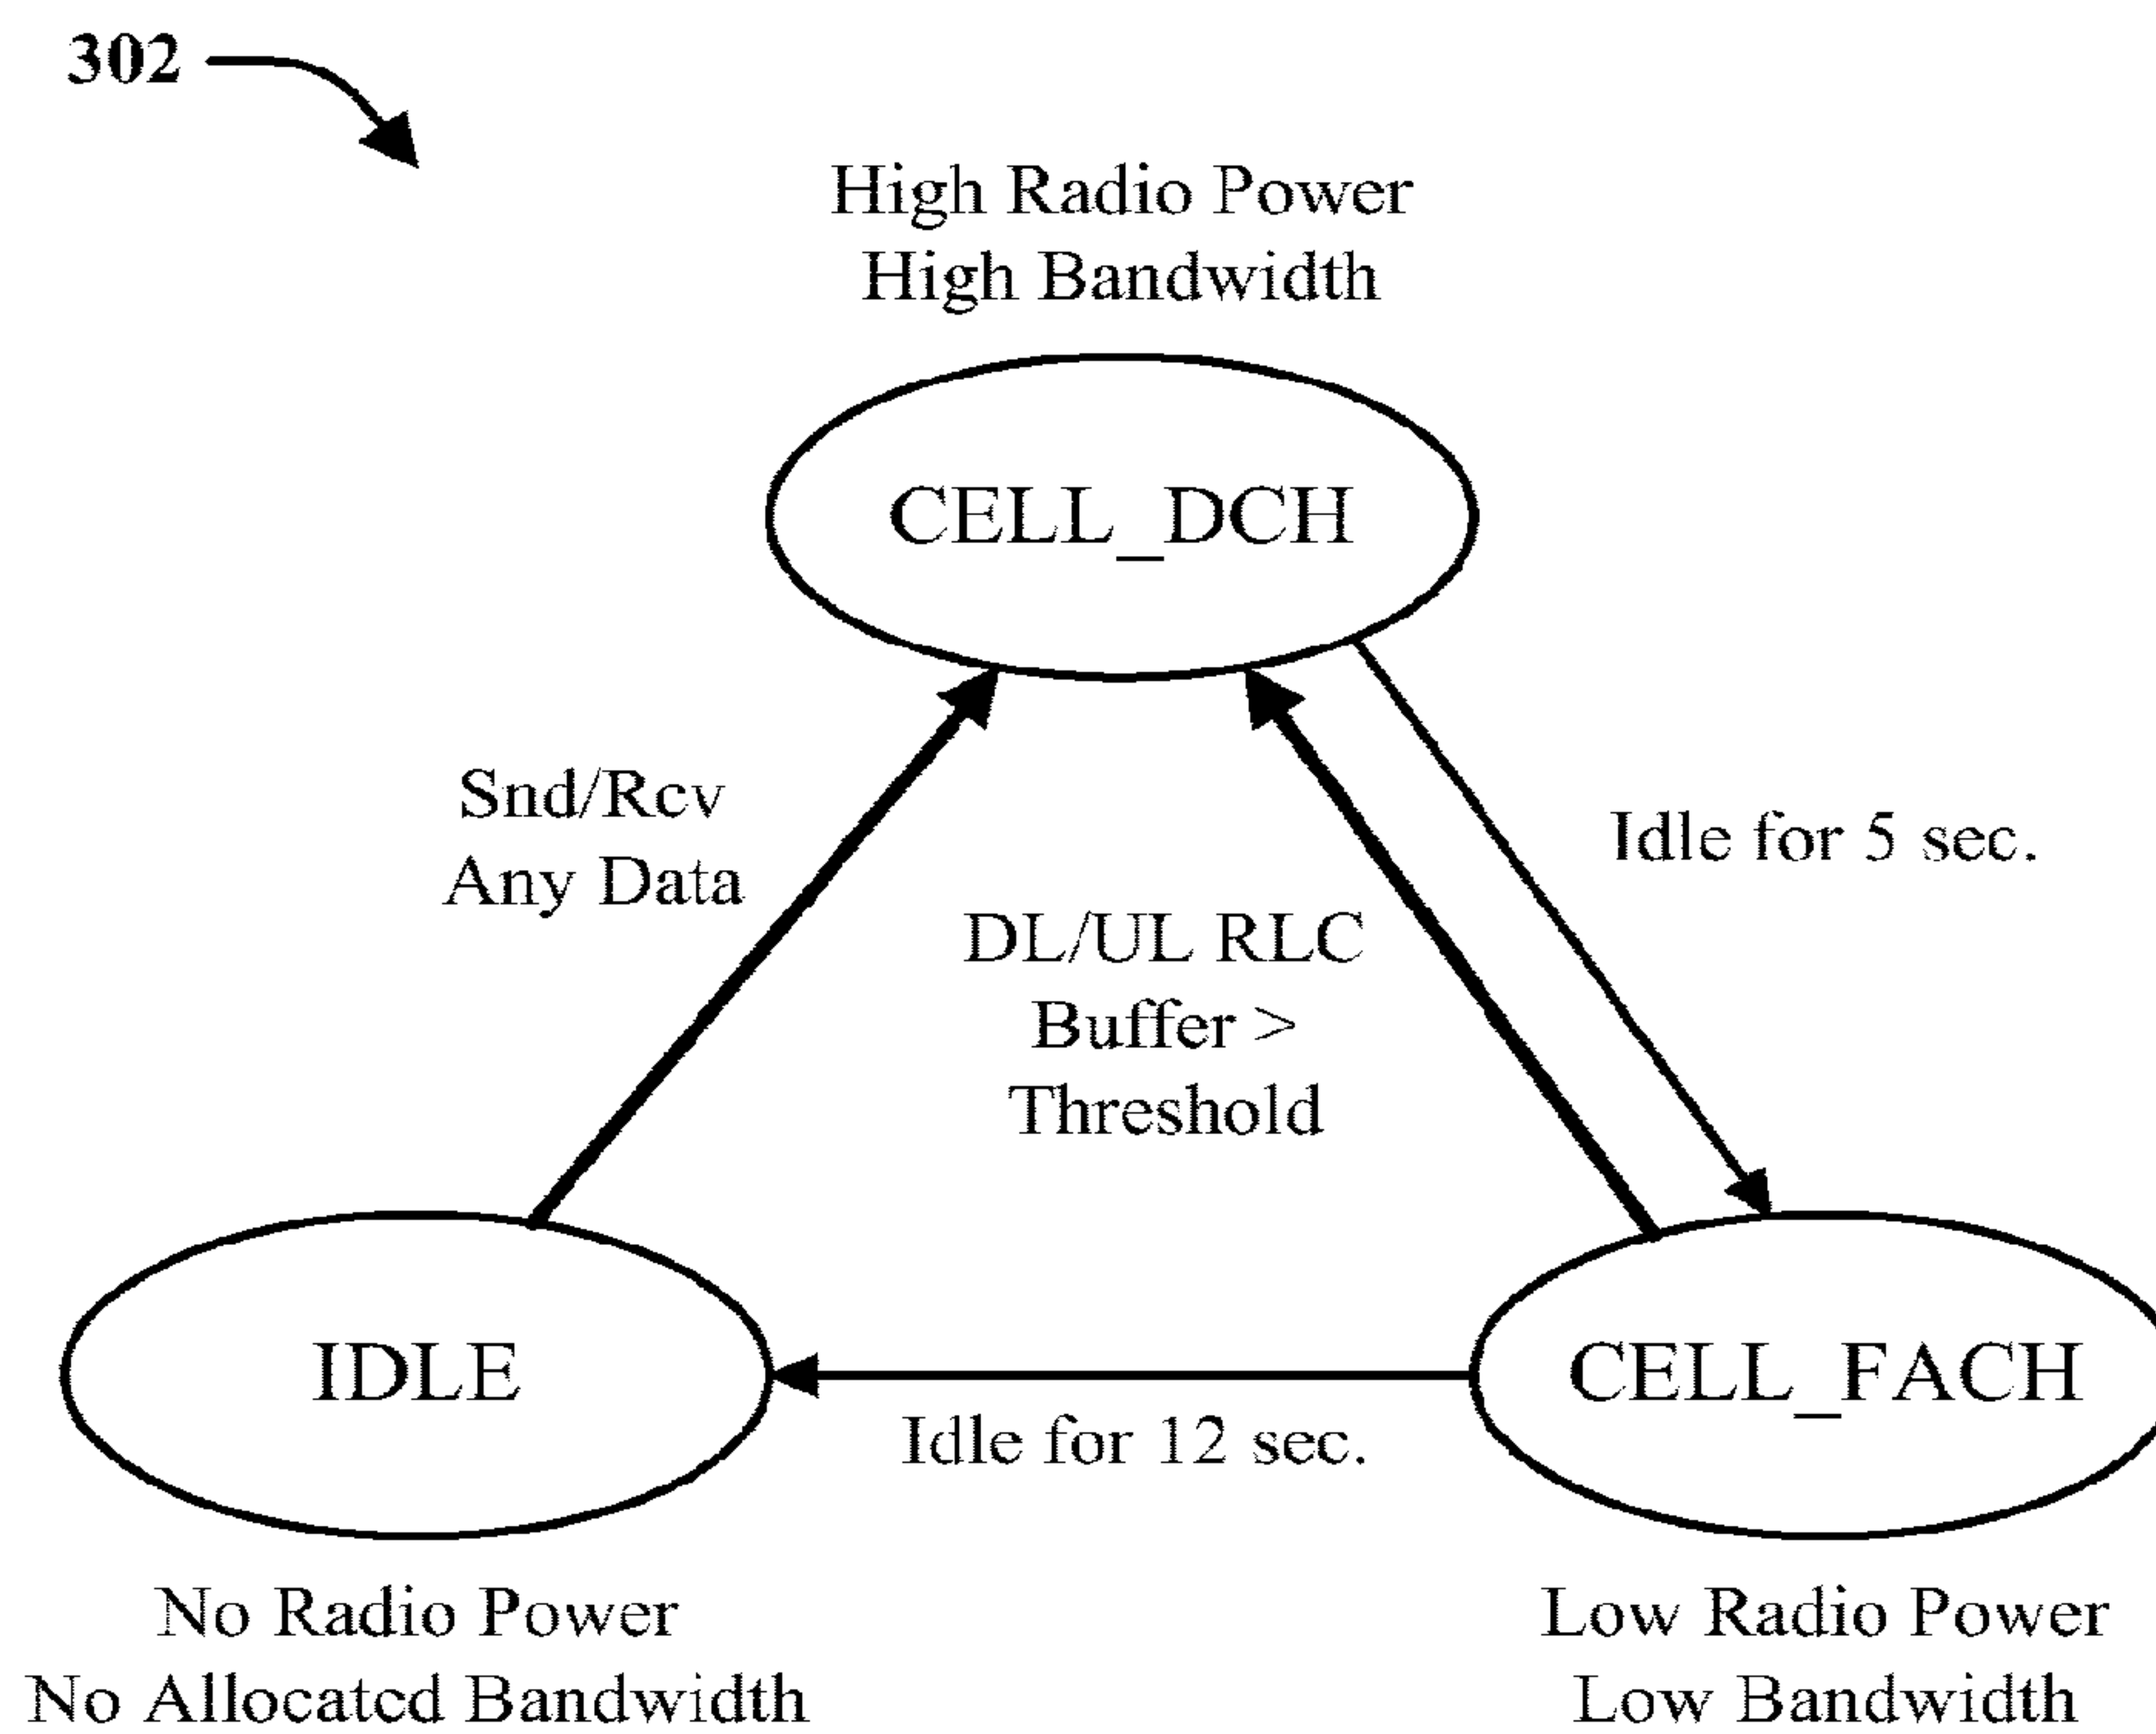 302
High Radio Power
High Bandwidth
CELL_DCH
Snd/Rcv
Any Data
Idle for 5 sec.
DL/UL RLC
Buffer >
Threshold
IDLE
CELL_FACH
Idle for 12 sec.
No Radio Power
No Allocated Bandwidth
Low Radio Power
Low Bandwidth